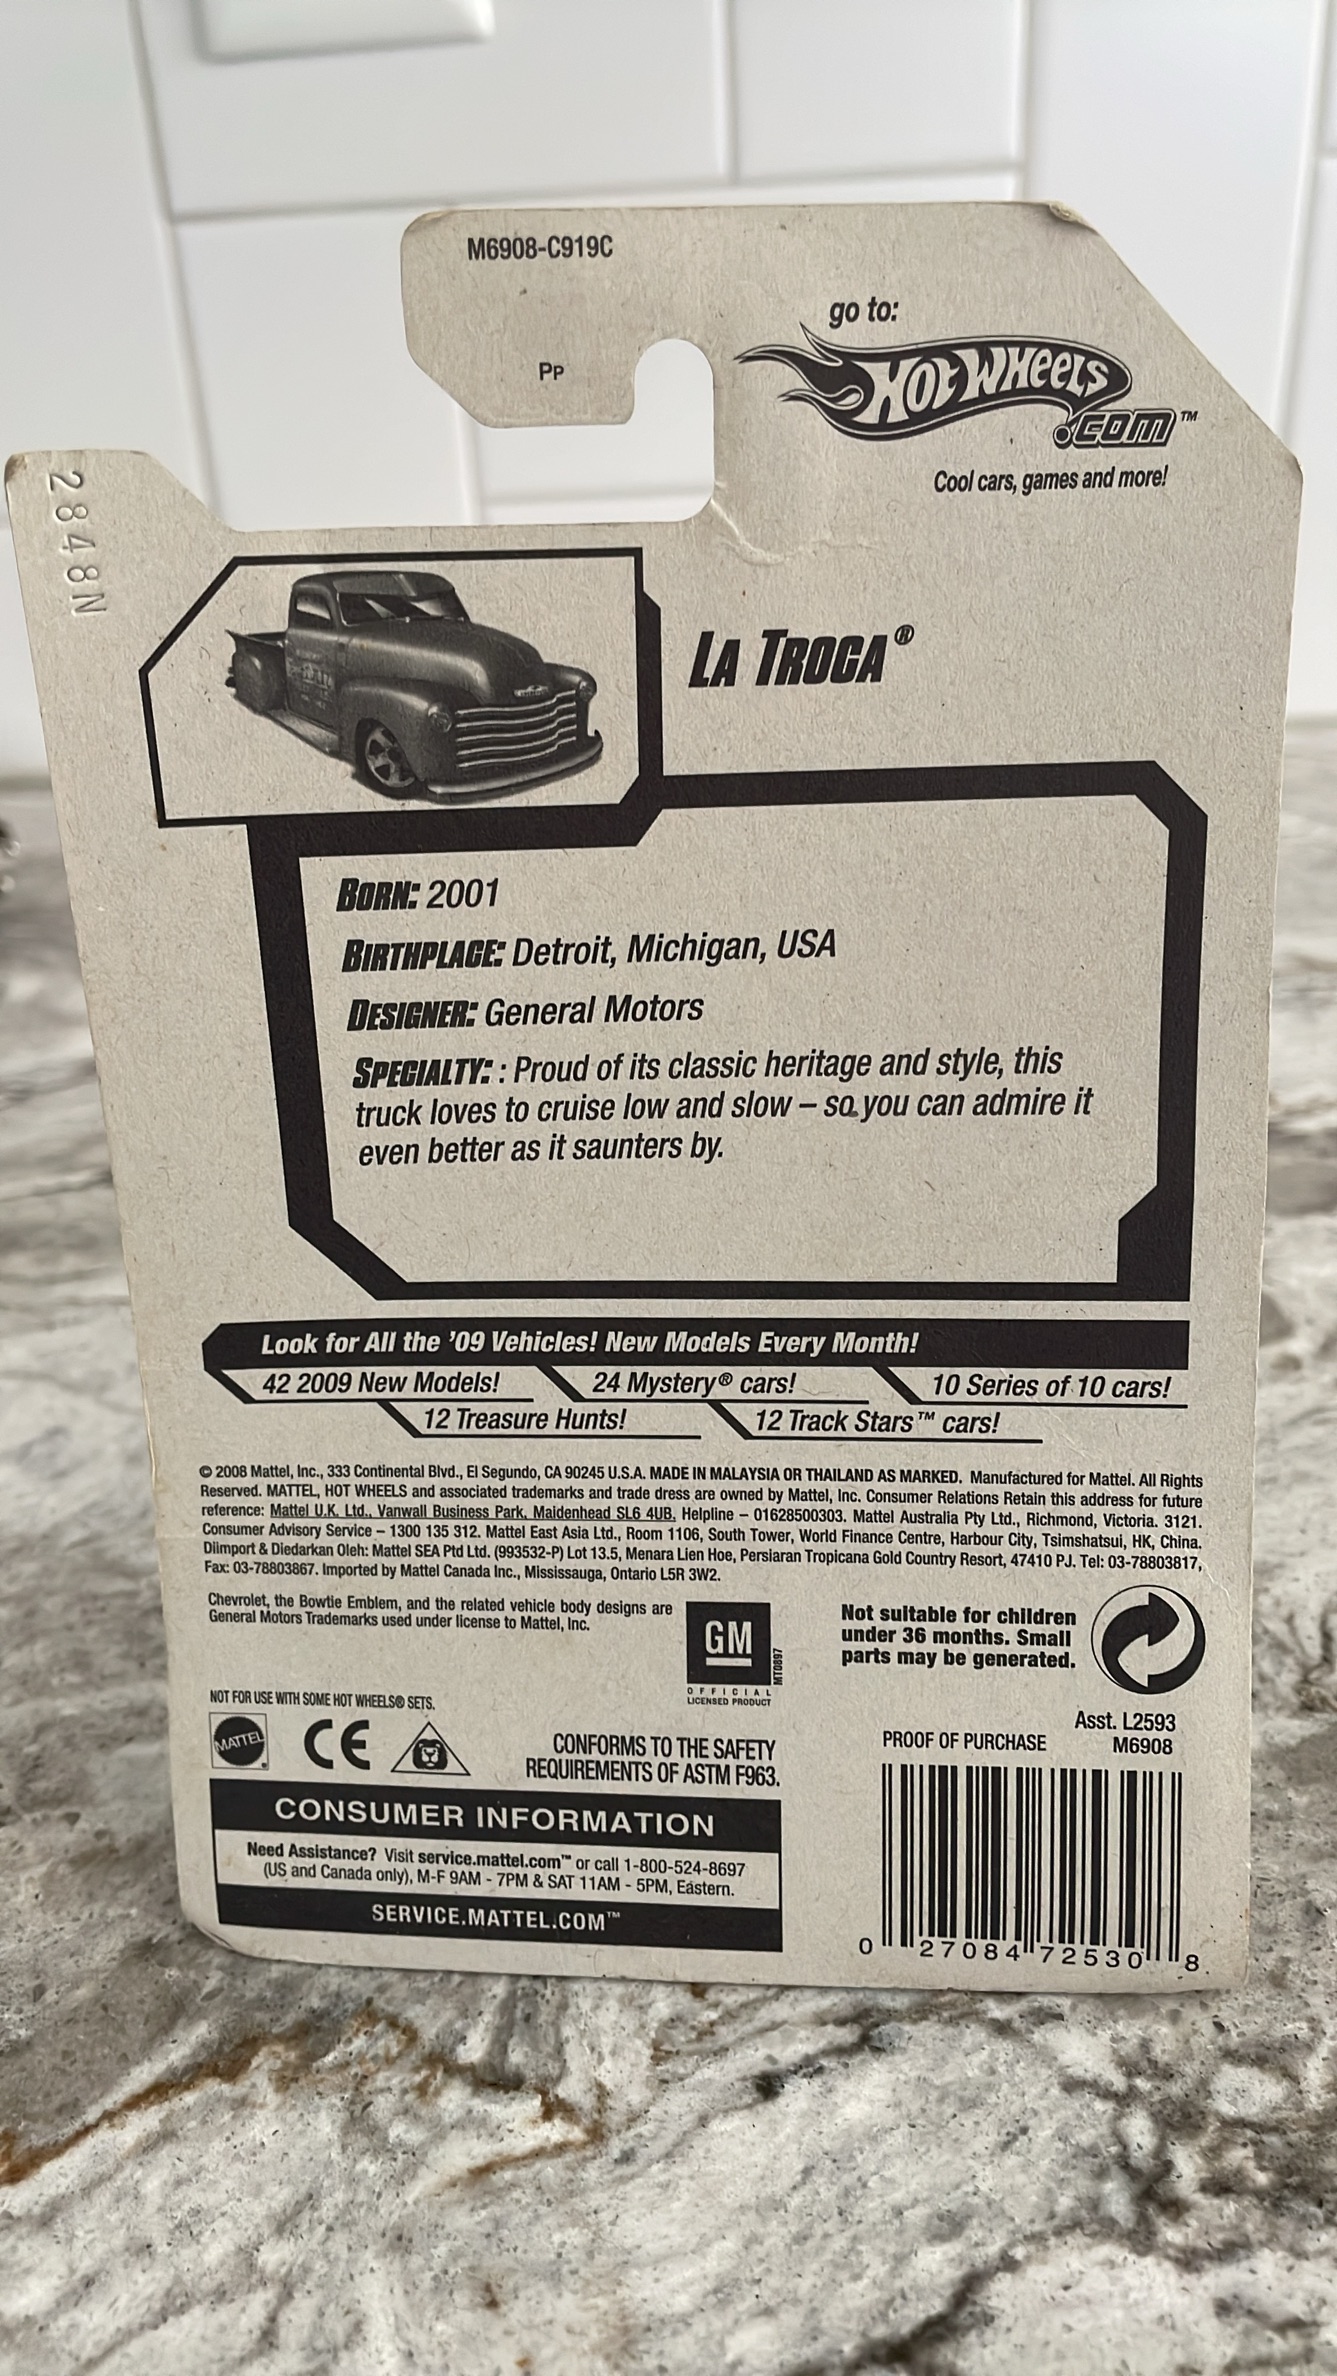 M6908-C919C
PP
go to:
HOT WHEELS
.COM™
Cool cars, games and more!
2848N
LA TROCA®
BORN: 2001
BIRTHPLACE: Detroit, Michigan, USA
DESIGNER: General Motors
SPECIALTY: : Proud of its classic heritage and style, this
truck loves to cruise low and slow – so you can admire it
even better as it saunters by.
Look for All the '09 Vehicles! New Models Every Month!
42 2009 New Models! 24 Mystery® cars! 10 Series of 10 cars!
12 Treasure Hunts! 12 Track Stars™ cars!
© 2008 Mattel, Inc., 333 Continental Blvd., El Segundo, CA 90245 U.S.A. MADE IN MALAYSIA OR THAILAND AS MARKED. Manufactured for Mattel. All Rights
Reserved. MATTEL, HOT WHEELS and associated trademarks and trade dress are owned by Mattel, Inc. Consumer Relations Retain this address for future
reference: Mattel U.K. Ltd., Vanwall Business Park, Maidenhead SL6 4UB. Helpline – 01628500303. Mattel Australia Pty Ltd., Richmond, Victoria. 3121.
Consumer Advisory Service – 1300 135 312. Mattel East Asia Ltd., Room 1106, South Tower, World Finance Centre, Harbour City, Tsimshatsui, HK, China.
Diimport & Diedarkan Oleh: Mattel SEA Ptd Ltd. (993532-P) Lot 13.5, Menara Lien Hoe, Persiaran Tropicana Gold Country Resort, 47410 PJ. Tel: 03-78803817,
Fax: 03-78803867. Imported by Mattel Canada Inc., Mississauga, Ontario L5R 3W2.
Chevrolet, the Bowtie Emblem, and the related vehicle body designs are
General Motors Trademarks used under license to Mattel, Inc.
GM
MT0897
OFFICIAL
LICENSED PRODUCT
Not suitable for children
under 36 months. Small
parts may be generated.
NOT FOR USE WITH SOME HOT WHEELS® SETS.
MATTEL
CE
CONFORMS TO THE SAFETY
REQUIREMENTS OF ASTM F963.
Asst. L2593
PROOF OF PURCHASE M6908
CONSUMER INFORMATION
Need Assistance? Visit service.mattel.com™ or call 1-800-524-8697
(US and Canada only), M-F 9AM - 7PM & SAT 11AM - 5PM, Eastern.
SERVICE.MATTEL.COM™
0 27084 72530 8